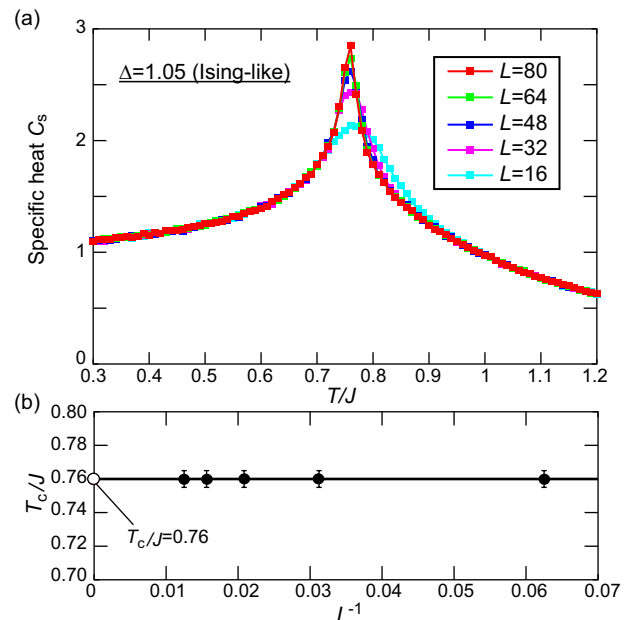 (a)
3
2
1
0
Specific heat Cs
Δ=1.05 (Ising-like)
L=80
L=64
L=48
L=32
L=16
0.3 0.4 0.5 0.6 0.7 0.8 0.9 1 1.1 1.2
T/J
(b)
0.80
0.78
0.76
0.74
0.72
0.70
Tc/J
Tc/J=0.76
0 0.01 0.02 0.03 0.04 0.05 0.06 0.07
L⁻¹